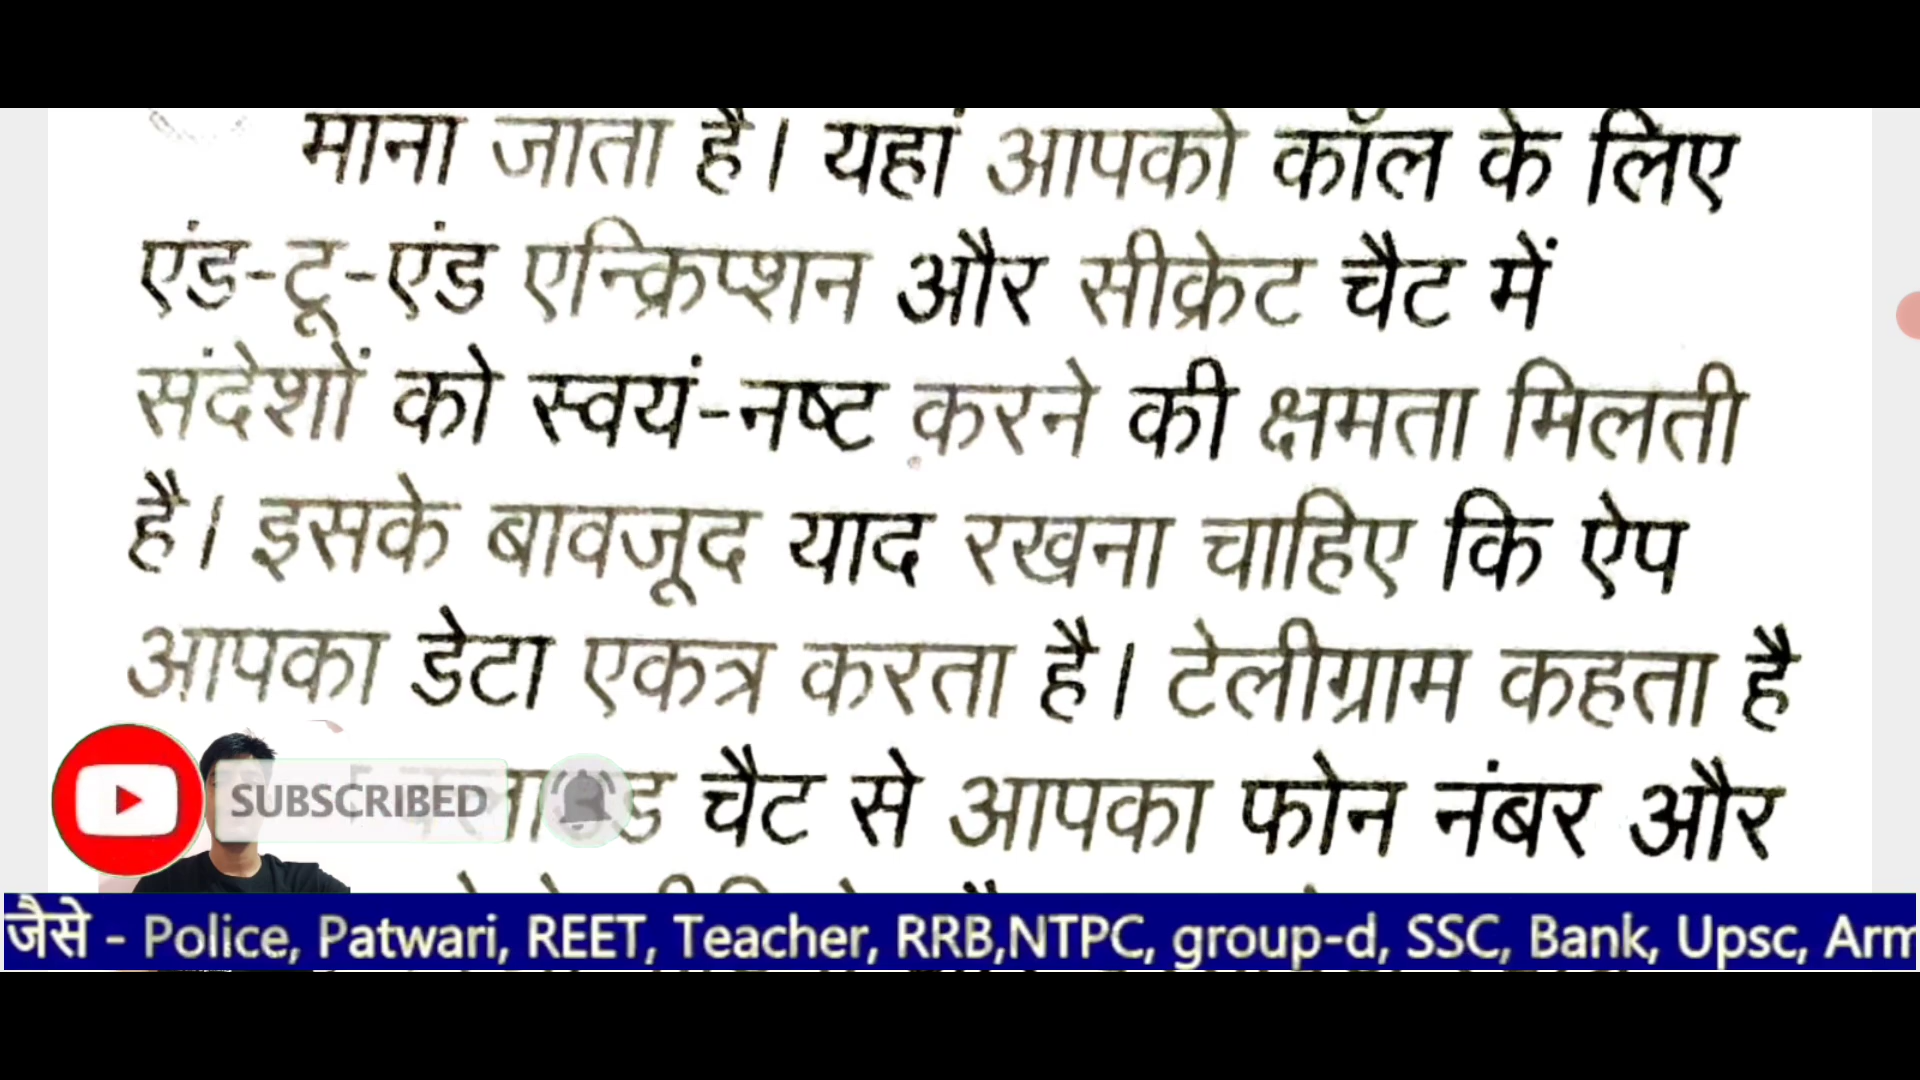 माना जाता है। यहां आपको कॉल के लिए
एंड-टू-एंड एन्क्रिप्शन और सीक्रेट चैट में
संदेशों को स्वयं-नष्ट करने की क्षमता मिलती
है। इसके बावजूद याद रखना चाहिए कि ऐप
आपका डेटा एकत्र करता है। टेलीग्राम कहता है
चैट से आपका फोन नंबर और
SUBSCRIBED
जैसे - Police, Patwari, REET, Teacher, RRB,NTPC, group-d, SSC, Bank, Upsc, Arm